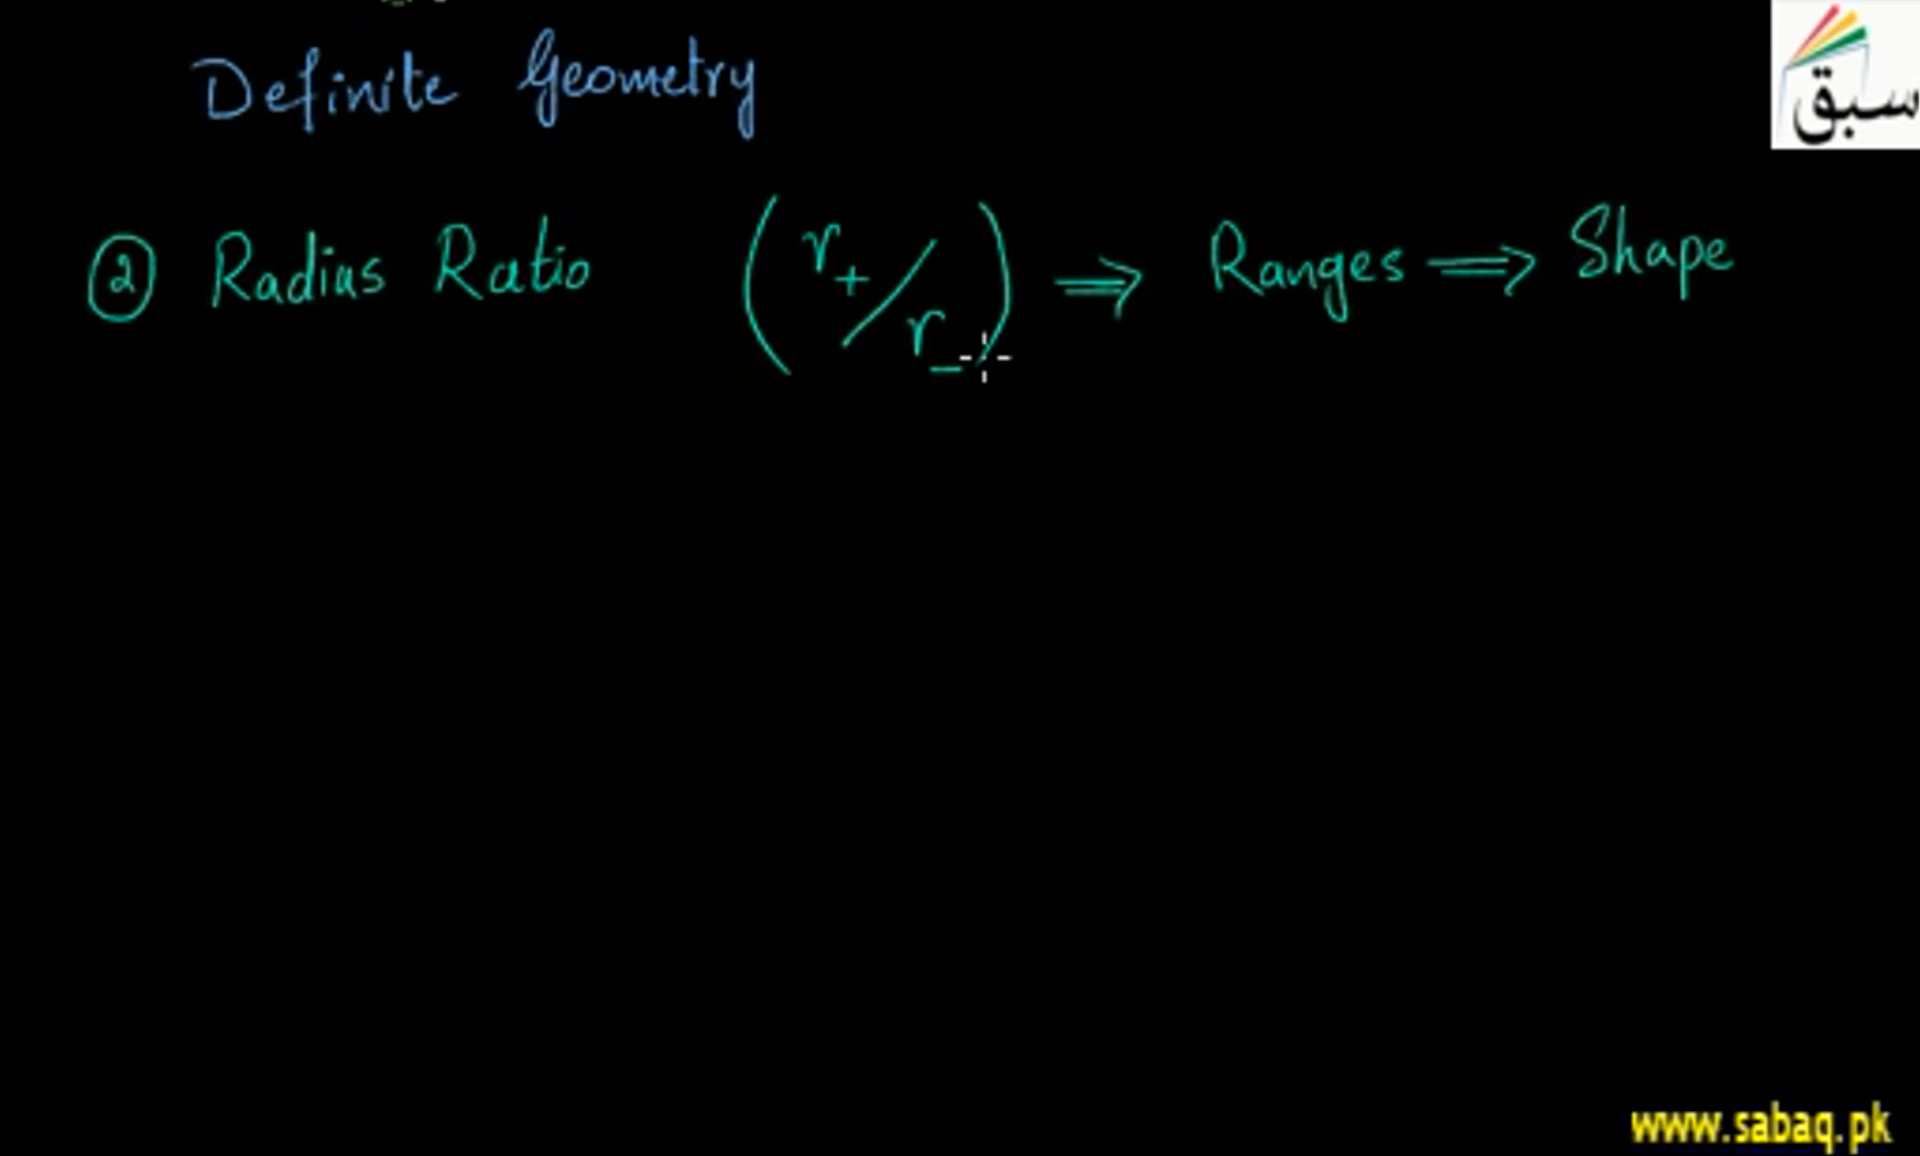 سبق
Definite Geometry
② Radius Ratio (r₊/r₋) ⇒ Ranges ⇒ Shape
www.sabaq.pk